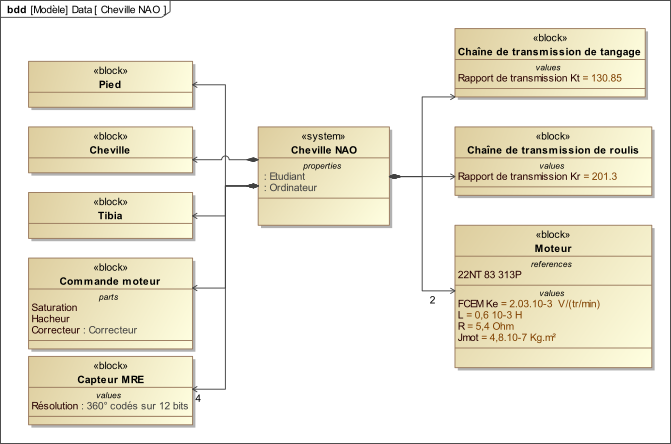 bdd [Modèle] Data [ Cheville NAO ]
«block»
Pied
«block»
Cheville
«block»
Tibia
«block»
Commande moteur
parts
Saturation
Hacheur
Correcteur : Correcteur
«block»
Capteur MRE
values
Résolution : 360° codés sur 12 bits
4
«system»
Cheville NAO
properties
: Etudiant
: Ordinateur
«block»
Chaîne de transmission de tangage
values
Rapport de transmission Kt = 130.85
«block»
Chaîne de transmission de roulis
values
Rapport de transmission Kr = 201.3
«block»
Moteur
references
22NT 83 313P
values
FCEM Ke = 2.03.10-3 V/(tr/min)
L = 0,6 10-3 H
R = 5,4 Ohm
Jmot = 4,8.10-7 Kg.m²
2